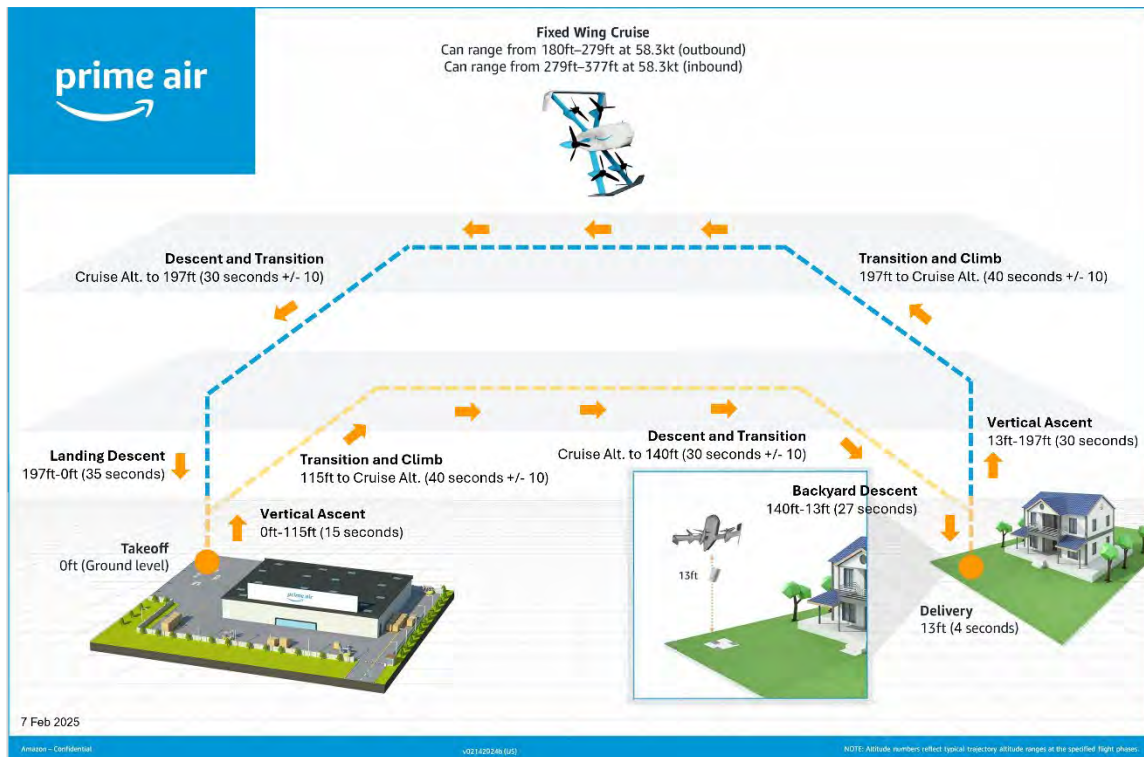 prime air
Fixed Wing Cruise
Can range from 180ft–279ft at 58.3kt (outbound)
Can range from 279ft–377ft at 58.3kt (inbound)
Descent and Transition
Cruise Alt. to 197ft (30 seconds +/- 10)
Transition and Climb
197ft to Cruise Alt. (40 seconds +/- 10)
Landing Descent
197ft-0ft (35 seconds)
Transition and Climb
115ft to Cruise Alt. (40 seconds +/- 10)
Descent and Transition
Cruise Alt. to 140ft (30 seconds +/- 10)
Vertical Ascent
13ft-197ft (30 seconds)
Vertical Ascent
0ft-115ft (15 seconds)
Backyard Descent
140ft-13ft (27 seconds)
Takeoff
0ft (Ground level)
prime air
13ft
Delivery
13ft (4 seconds)
7 Feb 2025
Amazon – Confidential
v02142024b (US)
NOTE: Altitude numbers reflect typical trajectory altitude ranges at the specified flight phases.